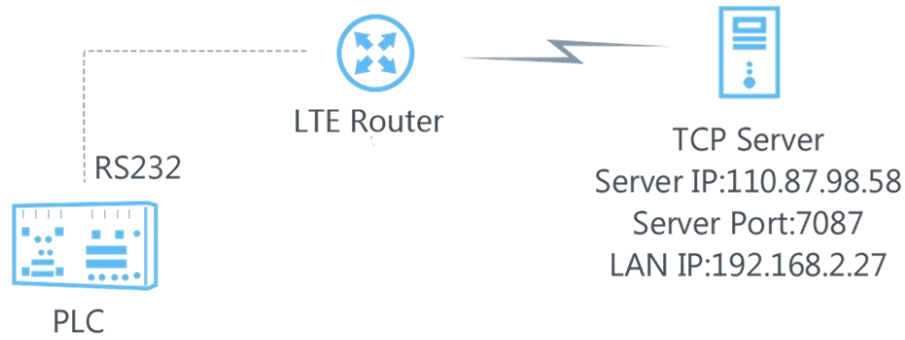 LTE Router
TCP Server
Server IP:110.87.98.58
Server Port:7087
LAN IP:192.168.2.27
RS232
PLC